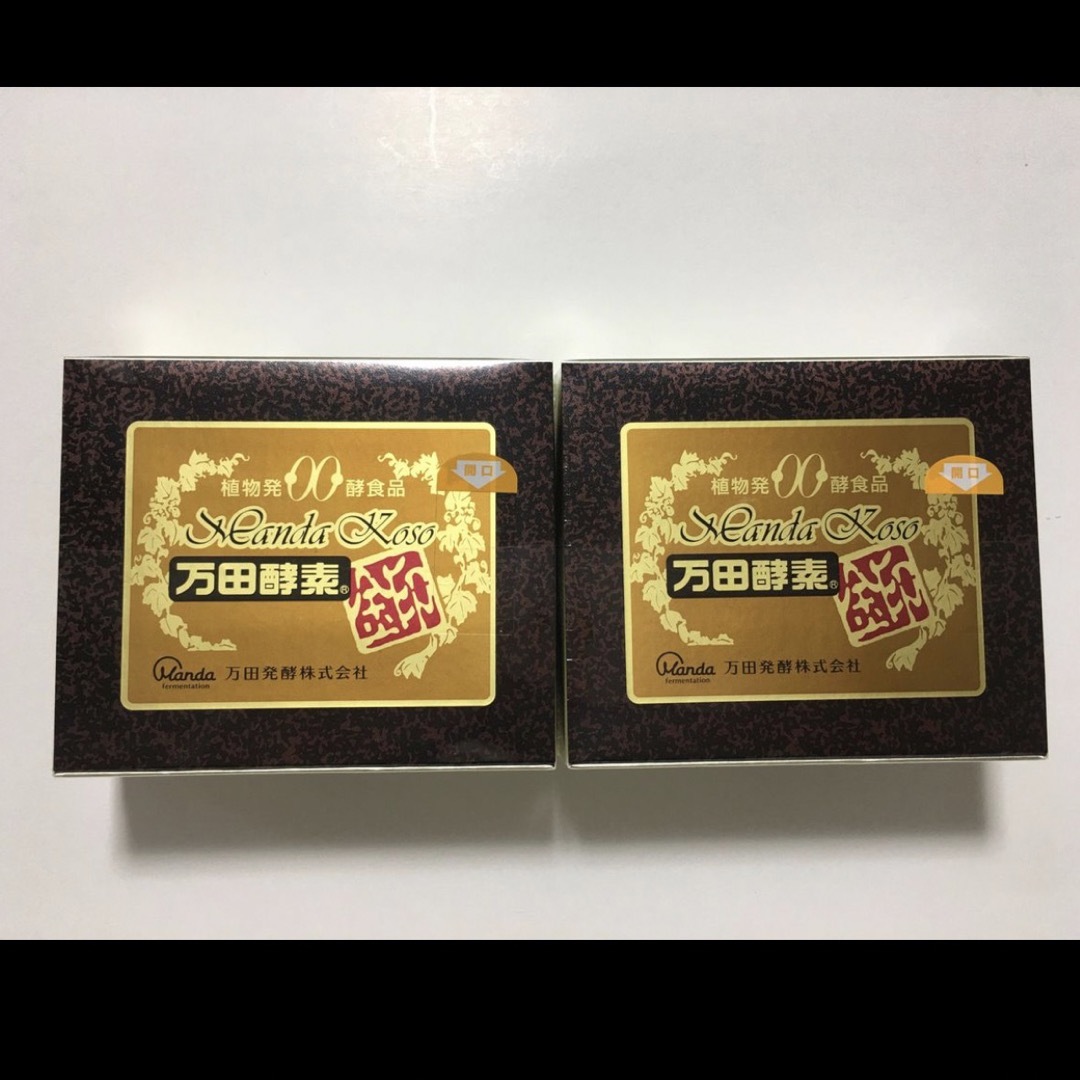 植物発酵食品
開口
Manda Koso
万田酵素®
Manda
fermentation
万田発酵株式会社
植物発酵食品
開口
Manda Koso
万田酵素®
Manda
fermentation
万田発酵株式会社